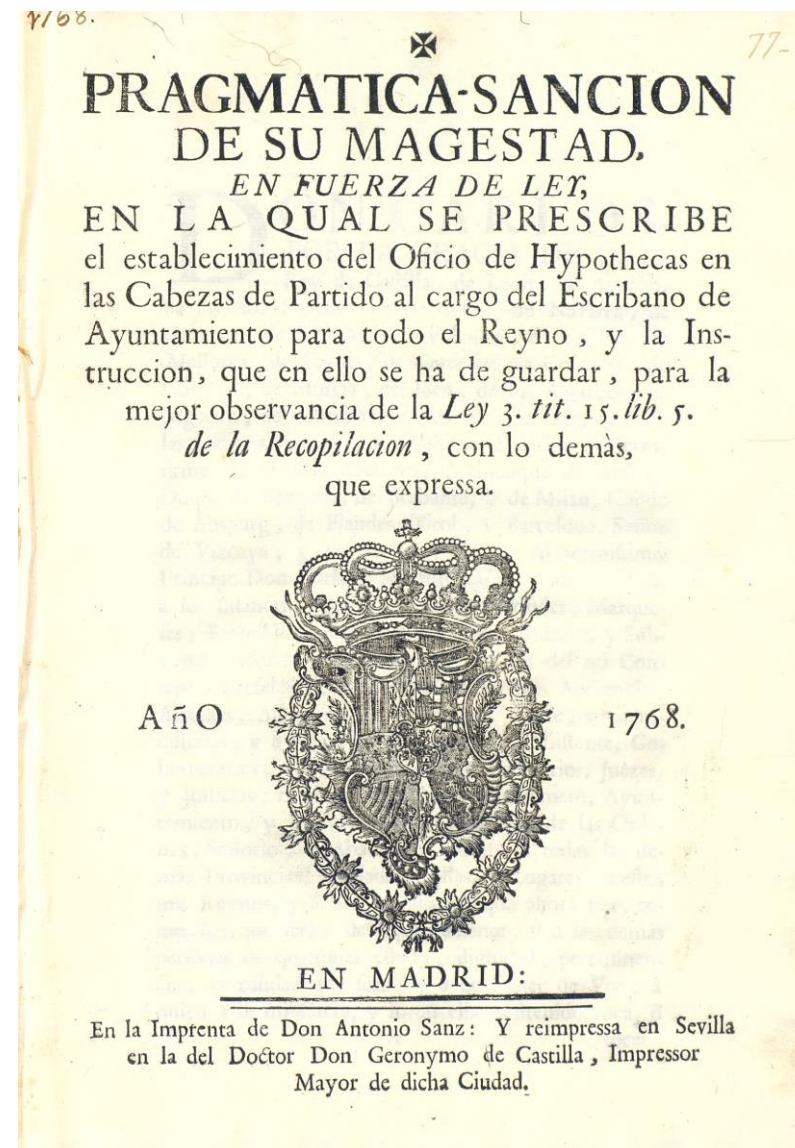 1768.
77-
✠
PRAGMATICA-SANCION
DE SU MAGESTAD,
EN FUERZA DE LEY,
EN LA QUAL SE PRESCRIBE
el establecimiento del Oficio de Hypothecas en
las Cabezas de Partido al cargo del Escribano de
Ayuntamiento para todo el Reyno, y la Ins-
truccion, que en ello se ha de guardar, para la
mejor observancia de la Ley 3. tit. 15. lib. 5.
de la Recopilacion, con lo demàs,
que expressa.
AñO 1768.
EN MADRID:
En la Imprenta de Don Antonio Sanz: Y reimpressa en Sevilla
en la del Doctor Don Geronymo de Castilla, Impressor
Mayor de dicha Ciudad.